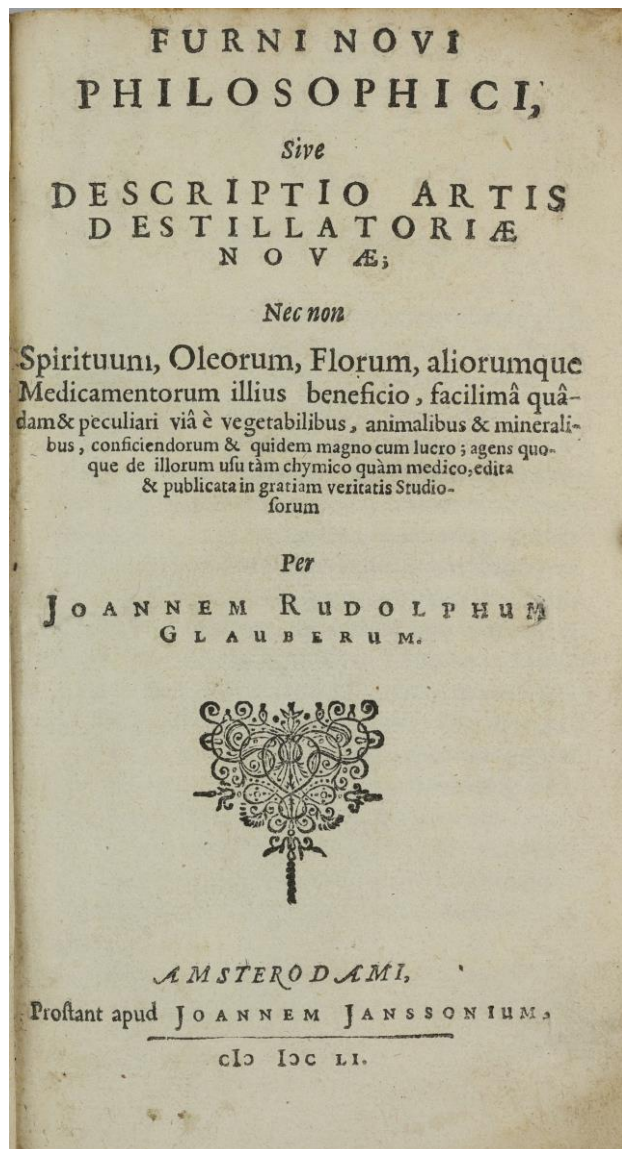 FURNI NOVI
PHILOSOPHICI,
Sive
DESCRIPTIO ARTIS
DESTILLATORIÆ
NOVÆ;
Nec non
Spirituum, Oleorum, Florum, aliorumque
Medicamentorum illius beneficio, facilimâ quâ-
dam & peculiari viâ è vegetabilibus, animalibus & minerali-
bus, conficiendorum & quidem magno cum lucro; agens quo-
que de illorum uſu tàm chymico quàm medico, edita
& publicata in gratiam veritatis Studio-
ſorum
Per
JOANNEM RUDOLPHUM
GLAUBERUM.
AMSTERODAMI,
Proſtant apud JOANNEM JANSSONIUM.
cIɔ Iɔc LI.